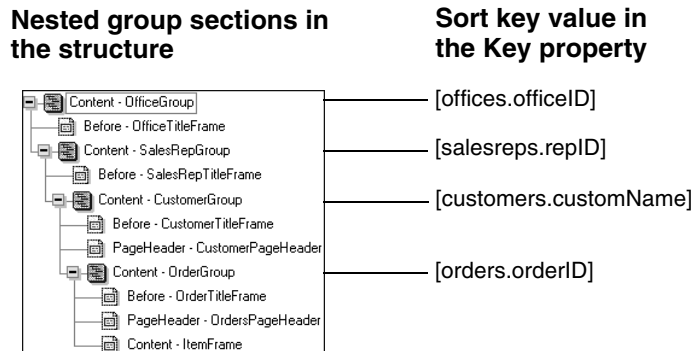 Nested group sections in
the structure
Sort key value in
the Key property
Content - OfficeGroup
[offices.officeID]
Before - OfficeTitleFrame
Content - SalesRepGroup
[salesreps.repID]
Before - SalesRepTitleFrame
Content - CustomerGroup
[customers.customName]
Before - CustomerTitleFrame
PageHeader - CustomerPageHeader
Content - OrderGroup
[orders.orderID]
Before - OrderTitleFrame
PageHeader - OrdersPageHeader
Content - ItemFrame